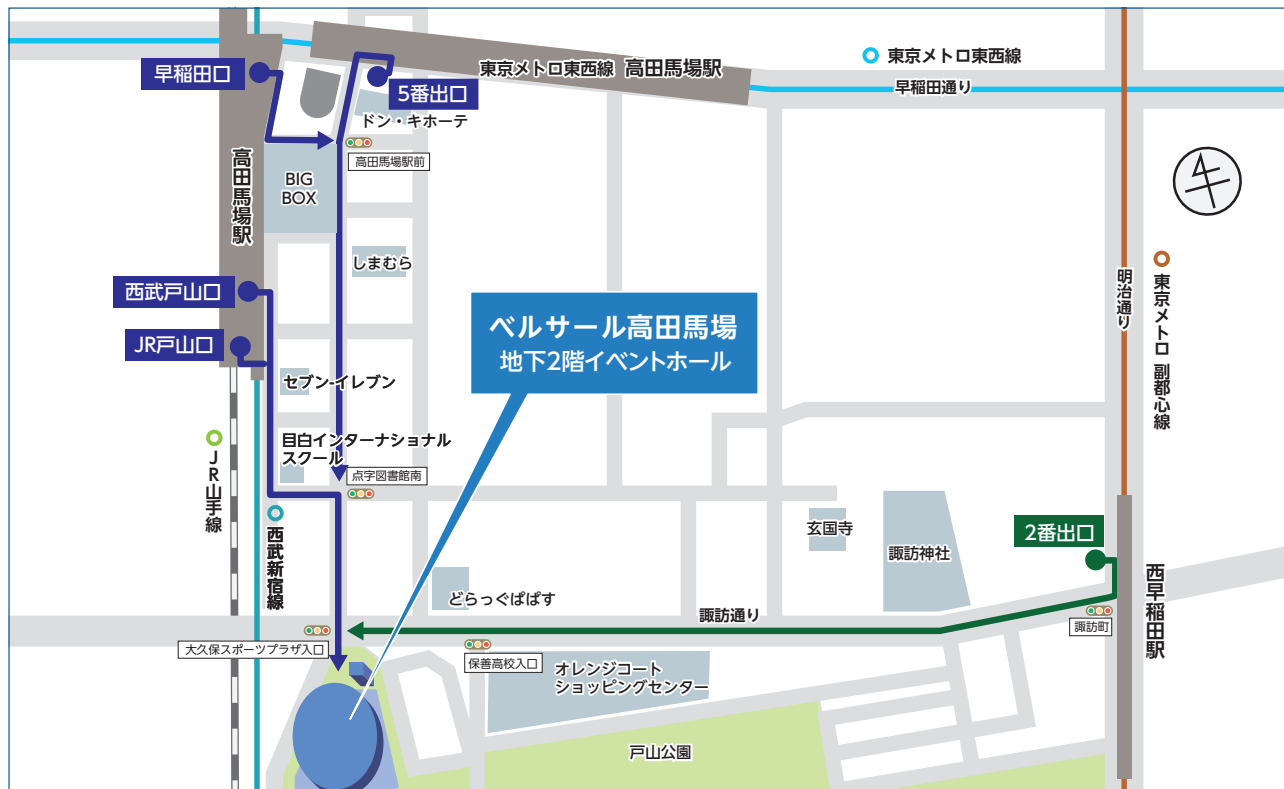 早稲田口
5番出口
ドン・キホーテ
東京メトロ東西線 高田馬場駅
東京メトロ東西線
早稲田通り
高田馬場駅前
高田馬場駅
BIG
BOX
しまむら
西武戸山口
JR戸山口
ベルサール高田馬場
地下2階イベントホール
明治通り
東京メトロ 副都心線
セブン-イレブン
目白インターナショナル
スクール
点字図書館南
JR山手線
西武新宿線
玄国寺
諏訪神社
2番出口
西早稲田駅
どらっぐぱぱす
諏訪通り
諏訪町
大久保スポーツプラザ入口
保善高校入口
オレンジコート
ショッピングセンター
戸山公園